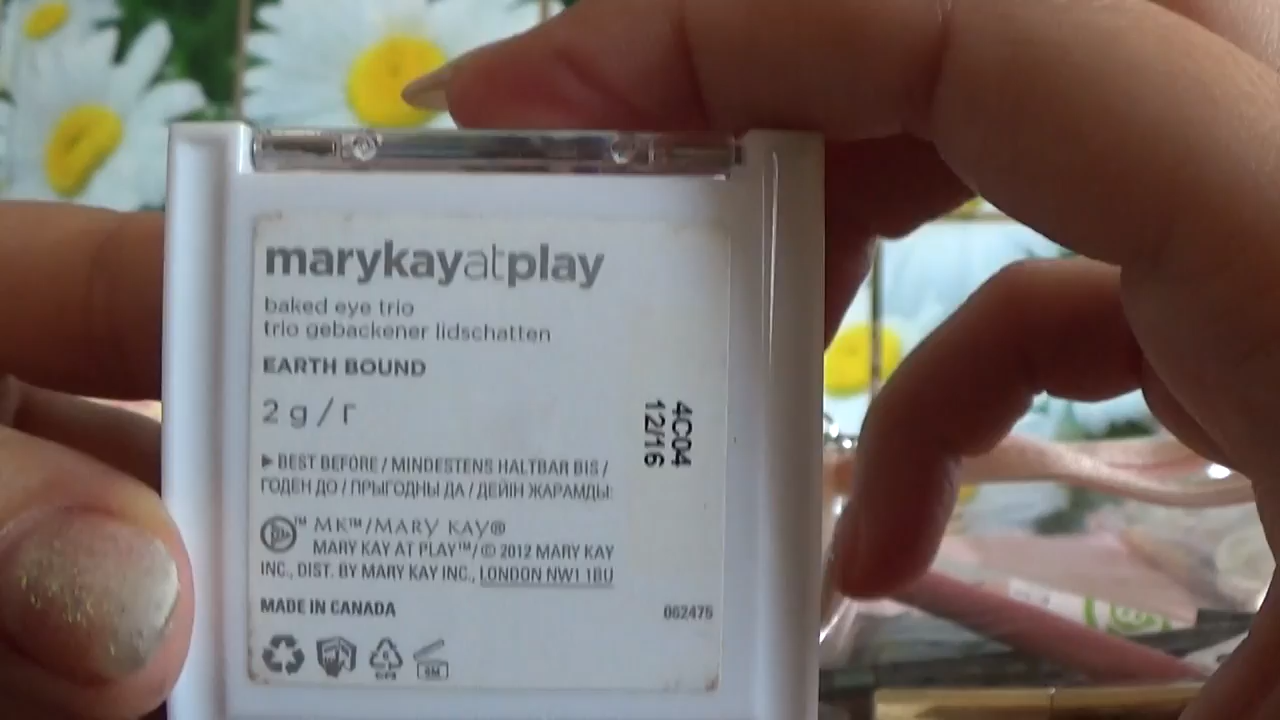 marykayatplay
baked eye trio
trio gebackener lidschatten
EARTH BOUND
2 g / г
4C04
12/16
▶ BEST BEFORE / MINDESTENS HALTBAR BIS /
ГОДЕН ДО / ПРЫГОДНЫ ДА / ДЕЙІН ЖАРАМДЫ:
™ MK™/MARY KAY®
MARY KAY AT PLAY™/ © 2012 MARY KAY
INC., DIST. BY MARY KAY INC., LONDON NW1 1BU
MADE IN CANADA
062475